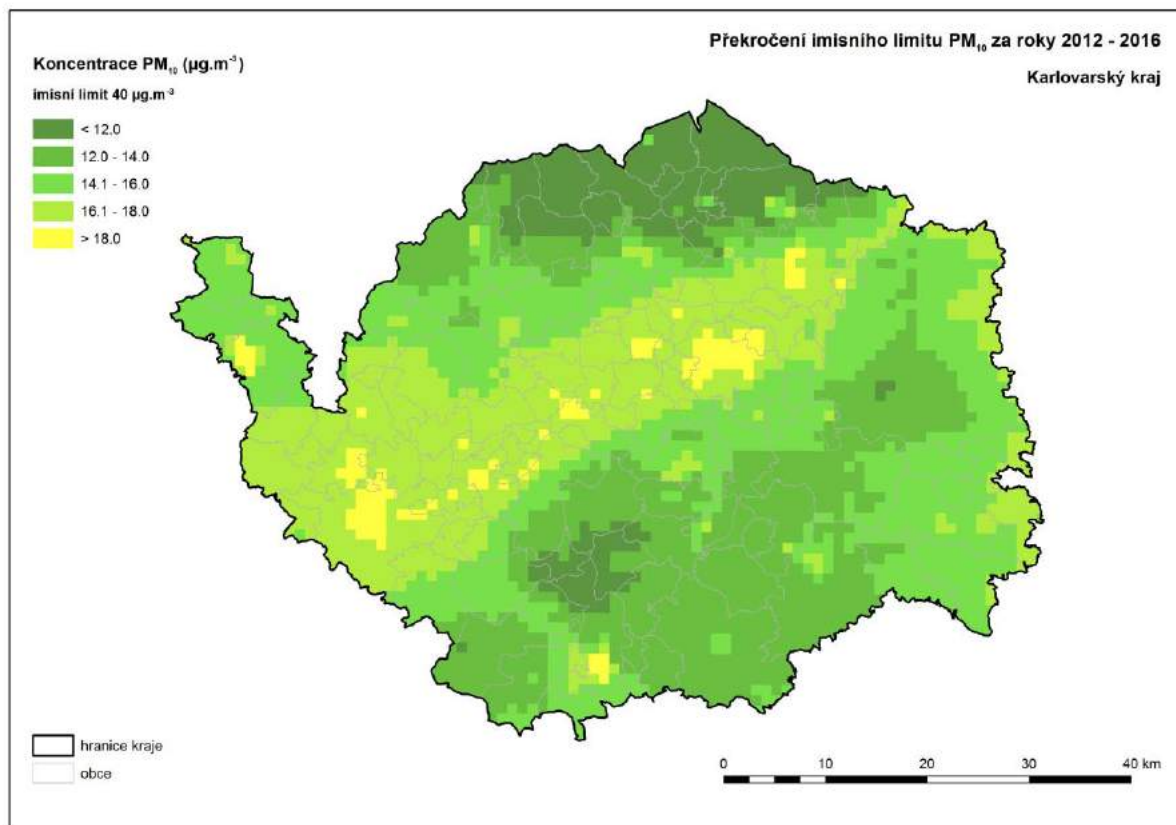 Překročení imisního limitu PM₁₀ za roky 2012 - 2016
Karlovarský kraj
Koncentrace PM₁₀ (µg.m⁻³)
imisní limit 40 µg.m⁻³
< 12.0
12.0 - 14.0
14.1 - 16.0
16.1 - 18.0
> 18.0
hranice kraje
obce
0 10 20 30 40 km